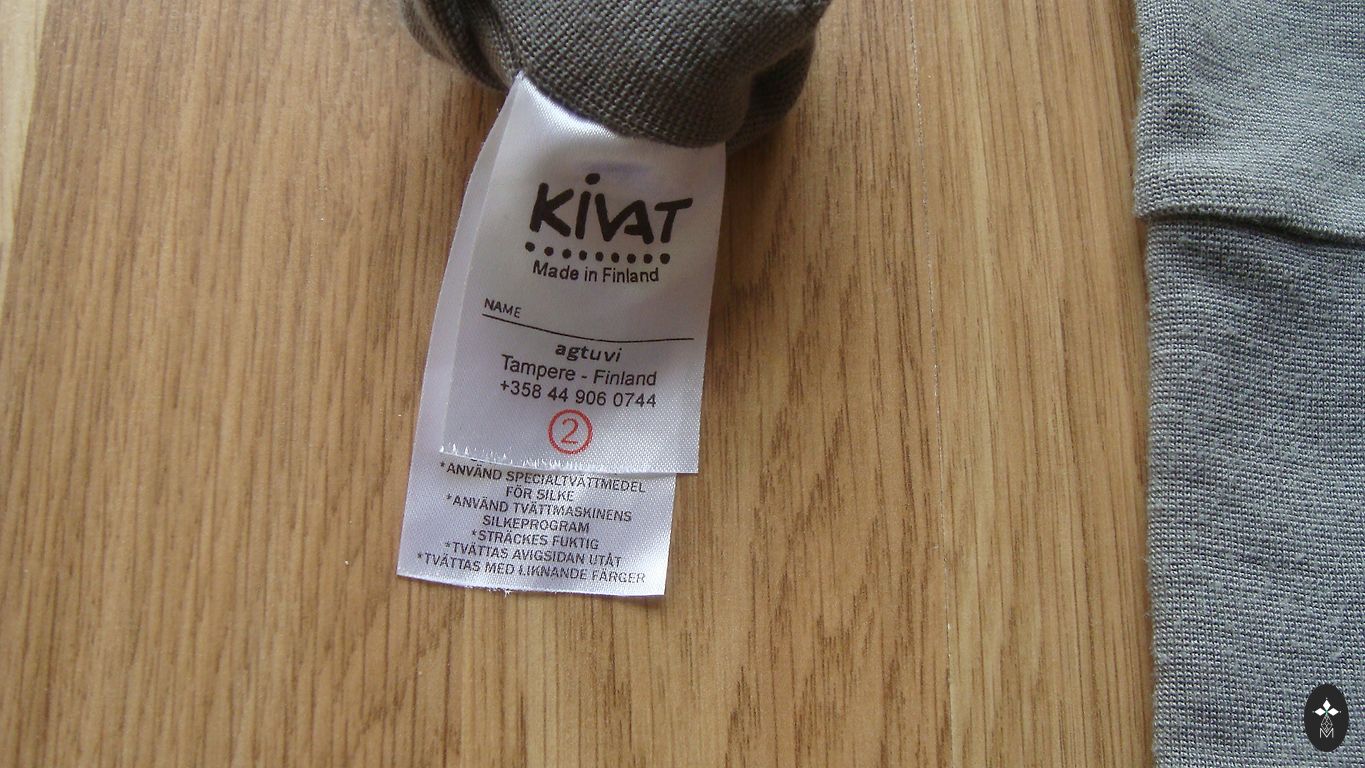 KiVAT
Made in Finland
NAME
agtuvi
Tampere - Finland
+358 44 906 0744
2
*ANVÄND SPECIALTVÄTTMEDEL
FÖR SILKE
*ANVÄND TVÄTTMASKINENS
SILKEPROGRAM
*STRÄCKES FUKTIG
*TVÄTTAS AVIGSIDAN UTÅT
*TVÄTTAS MED LIKNANDE FÄRGER
M